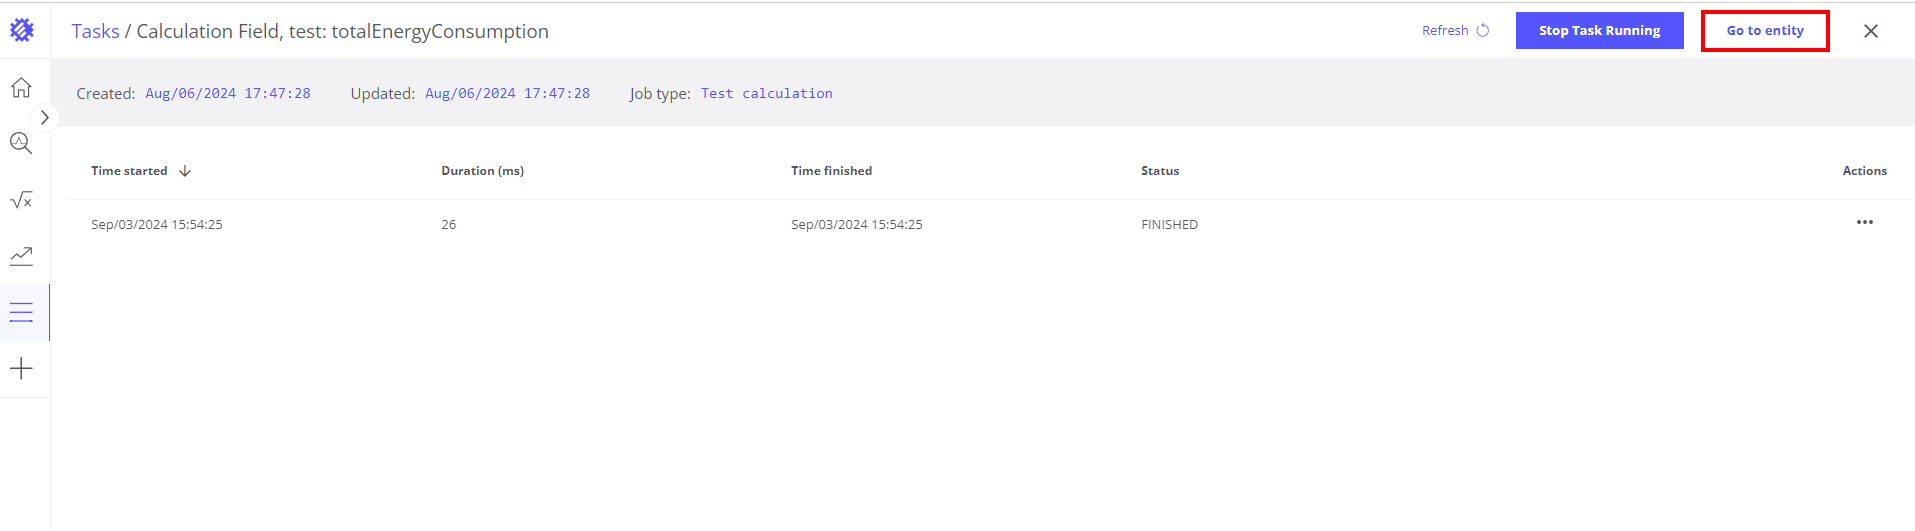 Tasks / Calculation Field, test: totalEnergyConsumption Refresh Stop Task Running Go to entity
Created: Aug/06/2024 17:47:28 Updated: Aug/06/2024 17:47:28 Job type: Test calculation
Time started Duration (ms) Time finished Status Actions
Sep/03/2024 15:54:25 26 Sep/03/2024 15:54:25 FINISHED